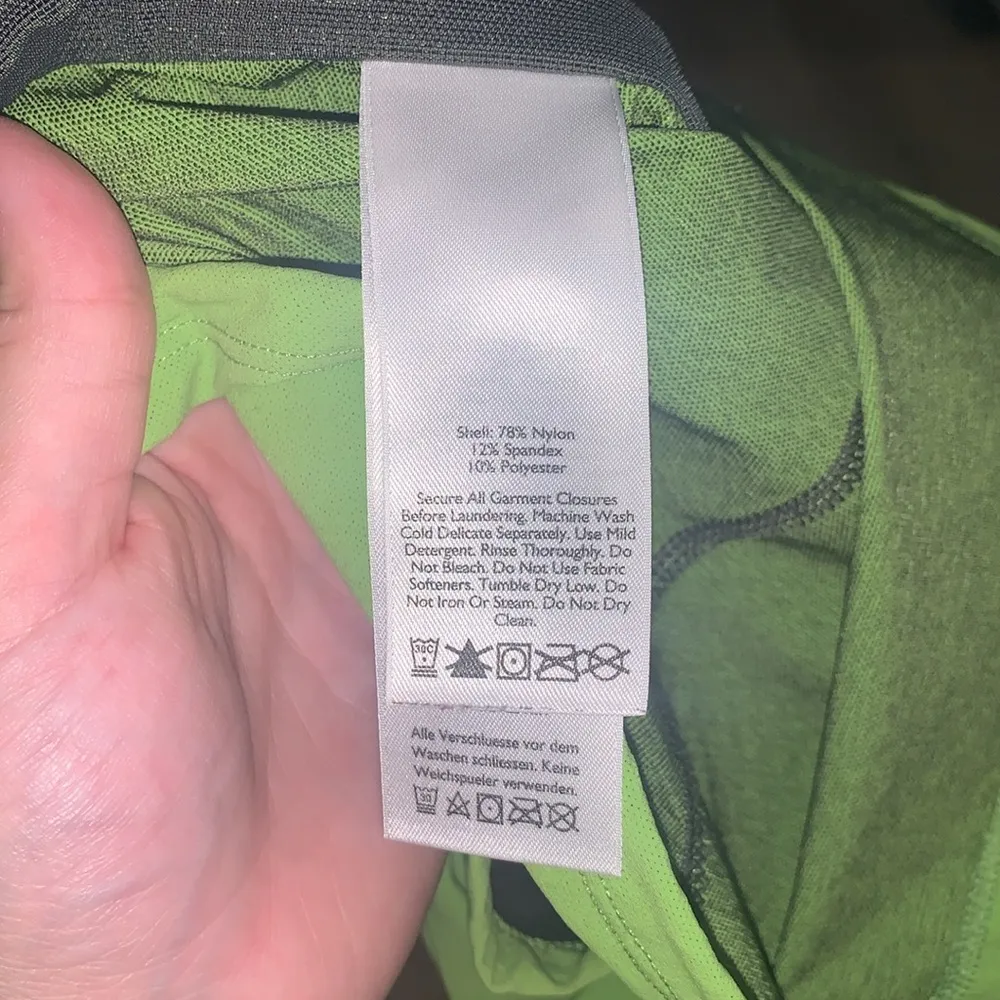 Shell: 78% Nylon
12% Spandex
10% Polyester
Secure All Garment Closures
Before Laundering. Machine Wash
Cold Delicate Separately. Use Mild
Detergent. Rinse Thoroughly. Do
Not Bleach. Do Not Use Fabric
Softeners. Tumble Dry Low. Do
Not Iron Or Steam. Do Not Dry
Clean.
30C
Alle Verschluesse vor dem
Waschen schliessen. Keine
Weichspueler verwenden.
30